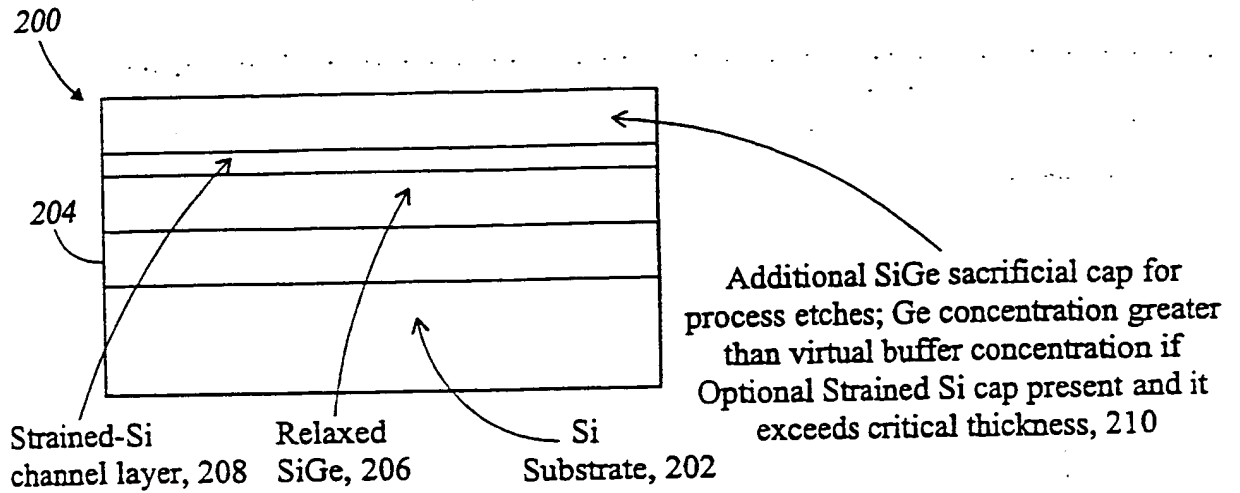 200
204
Additional SiGe sacrificial cap for
process etches; Ge concentration greater
than virtual buffer concentration if
Optional Strained Si cap present and it
exceeds critical thickness, 210
Strained-Si
channel layer, 208
Relaxed
SiGe, 206
Si
Substrate, 202